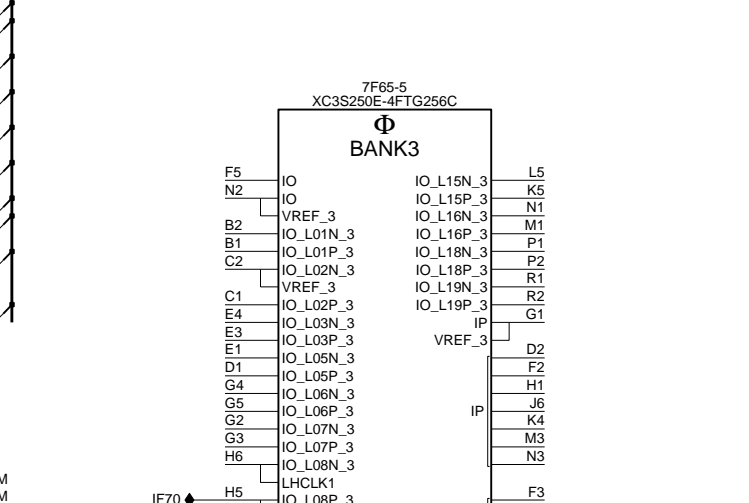 7F65-5
XC3S250E-4FTG256C
Φ
BANK3
F5 IO IO_L15N_3 L5
N2 IO IO_L15P_3 K5
VREF_3 IO_L16N_3 N1
B2 IO_L01N_3 IO_L16P_3 M1
B1 IO_L01P_3 IO_L18N_3 P1
C2 IO_L02N_3 IO_L18P_3 P2
VREF_3 IO_L19N_3 R1
C1 IO_L02P_3 IO_L19P_3 R2
E4 IO_L03N_3 IP G1
E3 IO_L03P_3 VREF_3
E1 IO_L05N_3 D2
D1 IO_L05P_3 F2
G4 IO_L06N_3 H1
G5 IO_L06P_3 IP J6
G2 IO_L07N_3 K4
G3 IO_L07P_3 M3
H6 IO_L08N_3 N3
M LHCLK1
M IF70 H5 IO_L08P_3 F3